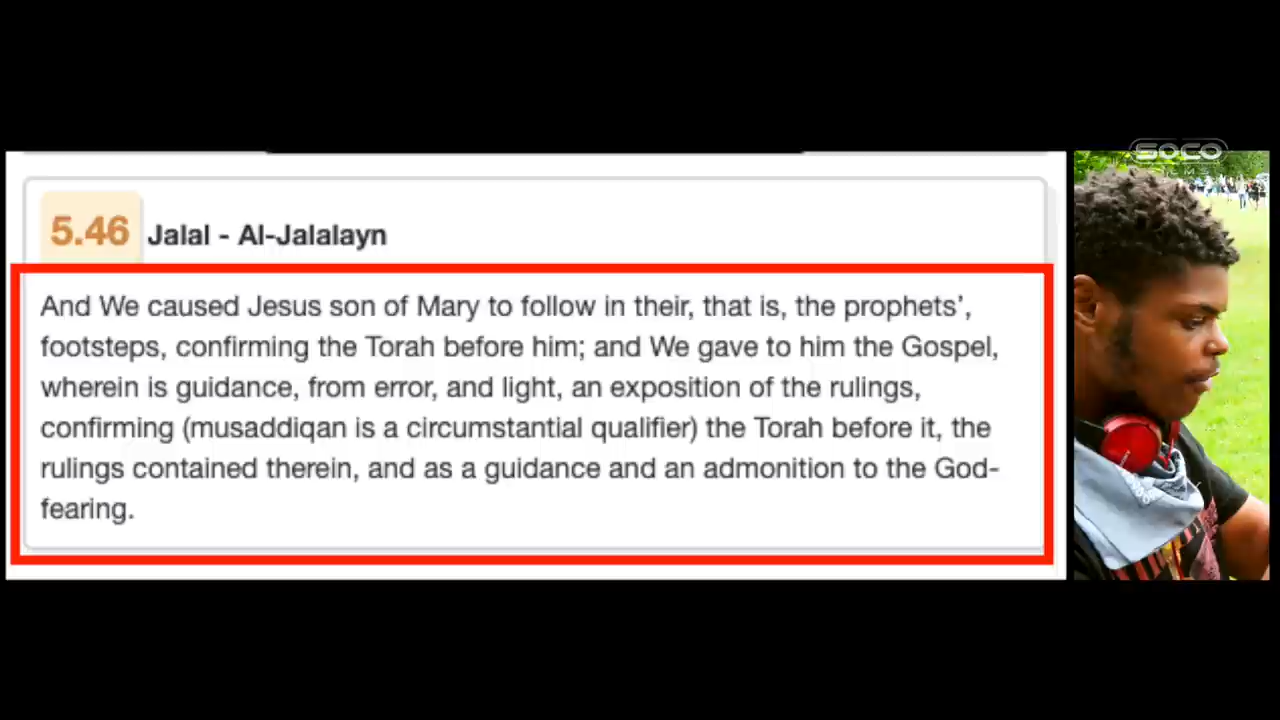 SOCO
FILMS
5.46 Jalal - Al-Jalalayn
And We caused Jesus son of Mary to follow in their, that is, the prophets’,
footsteps, confirming the Torah before him; and We gave to him the Gospel,
wherein is guidance, from error, and light, an exposition of the rulings,
confirming (musaddiqan is a circumstantial qualifier) the Torah before it, the
rulings contained therein, and as a guidance and an admonition to the God-
fearing.
SONY